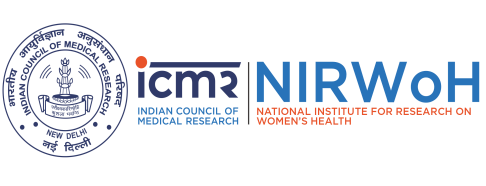 भारतीय आयुर्विज्ञान अनुसंधान परिषद
INDIAN COUNCIL OF MEDICAL RESEARCH
NEW DELHI
नई दिल्ली
icmr
INDIAN COUNCIL OF
MEDICAL RESEARCH
NIRWoH
NATIONAL INSTITUTE FOR RESEARCH ON
WOMEN'S HEALTH